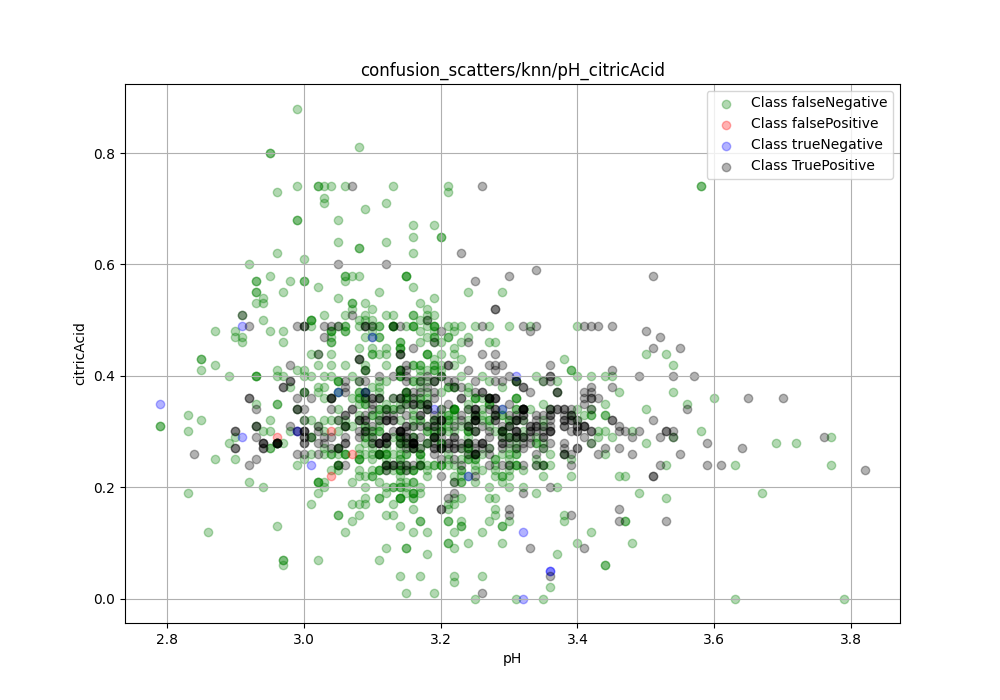 confusion_scatters/knn/pH_citricAcid
Class falseNegative
Class falsePositive
Class trueNegative
Class TruePositive
0.8
0.6
0.4
0.2
0.0
citricAcid
2.8 3.0 3.2 3.4 3.6 3.8
pH